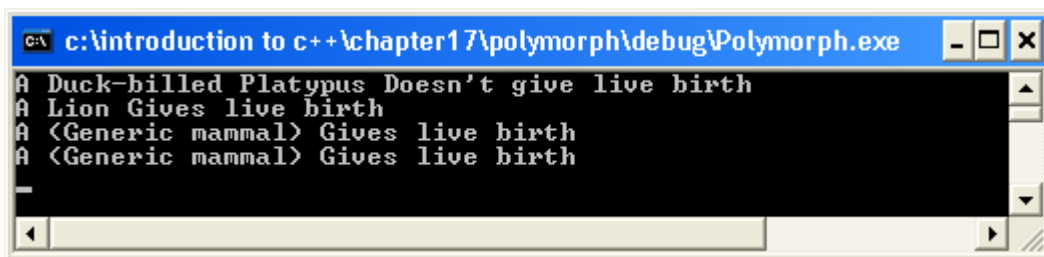 c:\introduction to c++\chapter17\polymorph\debug\Polymorph.exe
A Duck-billed Platypus Doesn't give live birth
A Lion Gives live birth
A (Generic mammal) Gives live birth
A (Generic mammal) Gives live birth